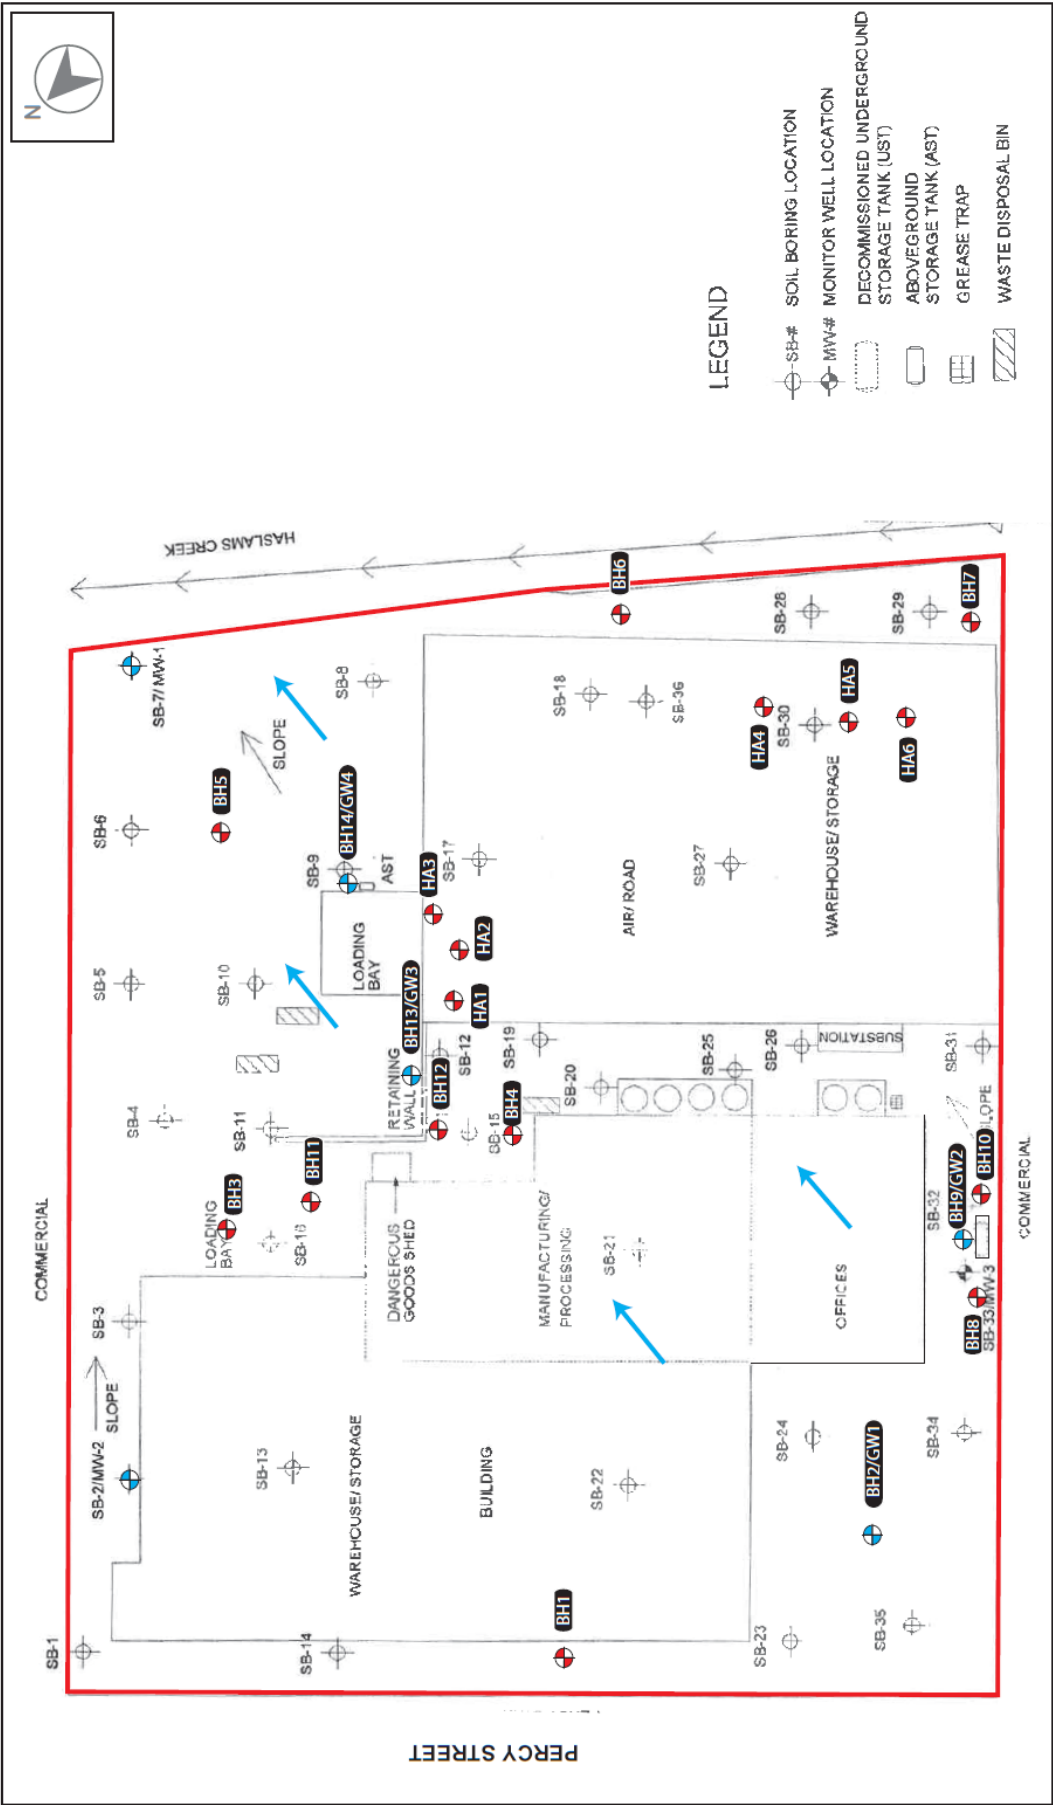 N
HASLAMS CREEK
COMMERCIAL
SB-7/ MW-1
SB-8
SLOPE
SB-6
BH5
BH14/GW4
SB-9
AST
HA3
SB-17
HA2
HA1
SB-5
SB-10
LOADING
BAY
BH13/GW3
RETAINING
WALL
BH12
SB-12
SB-4
SB-11
SB-15
BH4
SB-19
SB-20
BH11
BH3
LOADING
BAY
SB-16
DANGEROUS
GOODS SHED
SB-3
SLOPE
SB-2/MW-2
SB-1
SB-14
SB-13
WAREHOUSE/ STORAGE
BUILDING
SB-22
BH1
MANUFACTURING/
PROCESSING
SB-21
OFFICES
SB-23
SB-24
SB-34
SB-35
BH2/GW1
BH8
SB-33/MW-3
SB-32
BH9/GW2
BH10
SLOPE
SB-31
SUBSTATION
SB-26
SB-25
AIR/ ROAD
SB-27
WAREHOUSE/ STORAGE
SB-18
SB-36
HA4
SB-30
HA5
HA6
BH6
SB-28
SB-29
BH7
COMMERCIAL
PERCY STREET
LEGEND
SB-# SOIL BORING LOCATION
MW-# MONITOR WELL LOCATION
DECOMMISSIONED UNDERGROUND
STORAGE TANK (UST)
ABOVEGROUND
STORAGE TANK (AST)
GREASE TRAP
WASTE DISPOSAL BIN